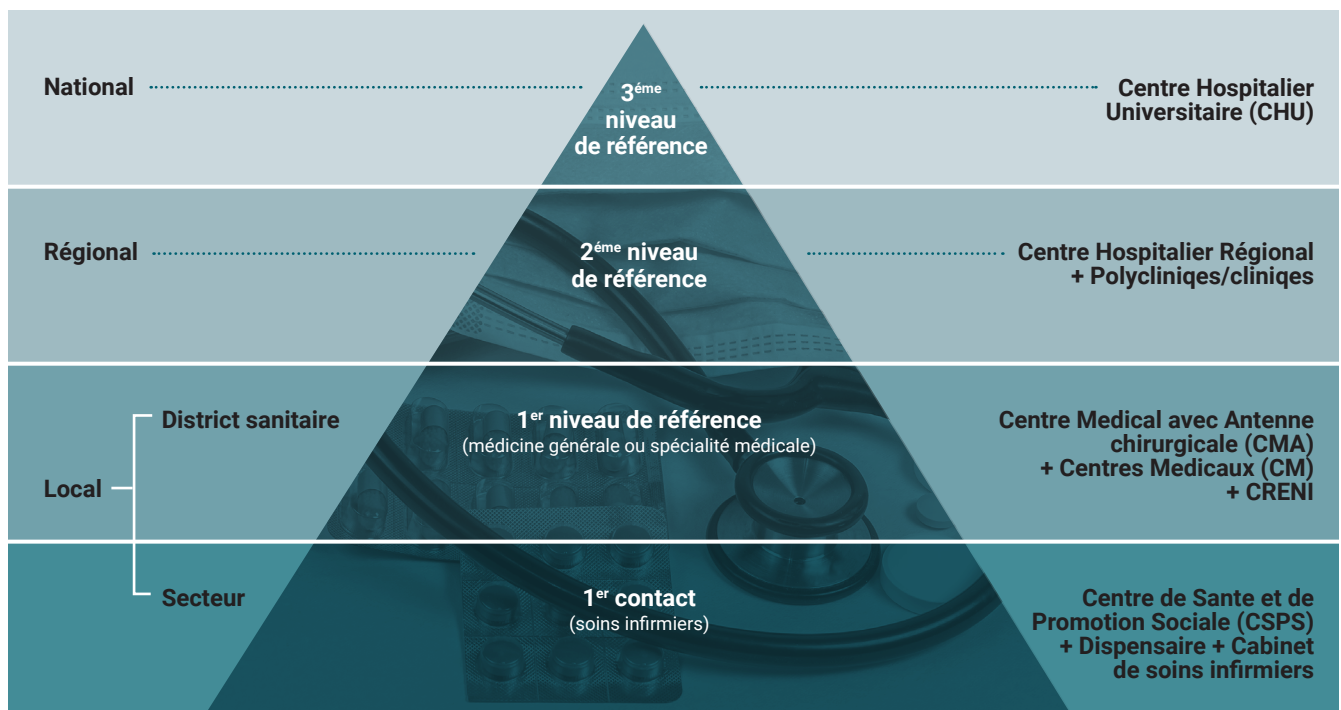 National
3éme
niveau
de référence
Centre Hospitalier
Universitaire (CHU)
Régional
2éme niveau
de référence
Centre Hospitalier Régional
+ Polycliniqes/cliniqes
Local
District sanitaire
1er niveau de référence
(médicine générale ou spécialité médicale)
Centre Medical avec Antenne
chirurgicale (CMA)
+ Centres Medicaux (CM)
+ CRENI
Secteur
1er contact
(soins infirmiers)
Centre de Sante et de
Promotion Sociale (CSPS)
+ Dispensaire + Cabinet
de soins infirmiers